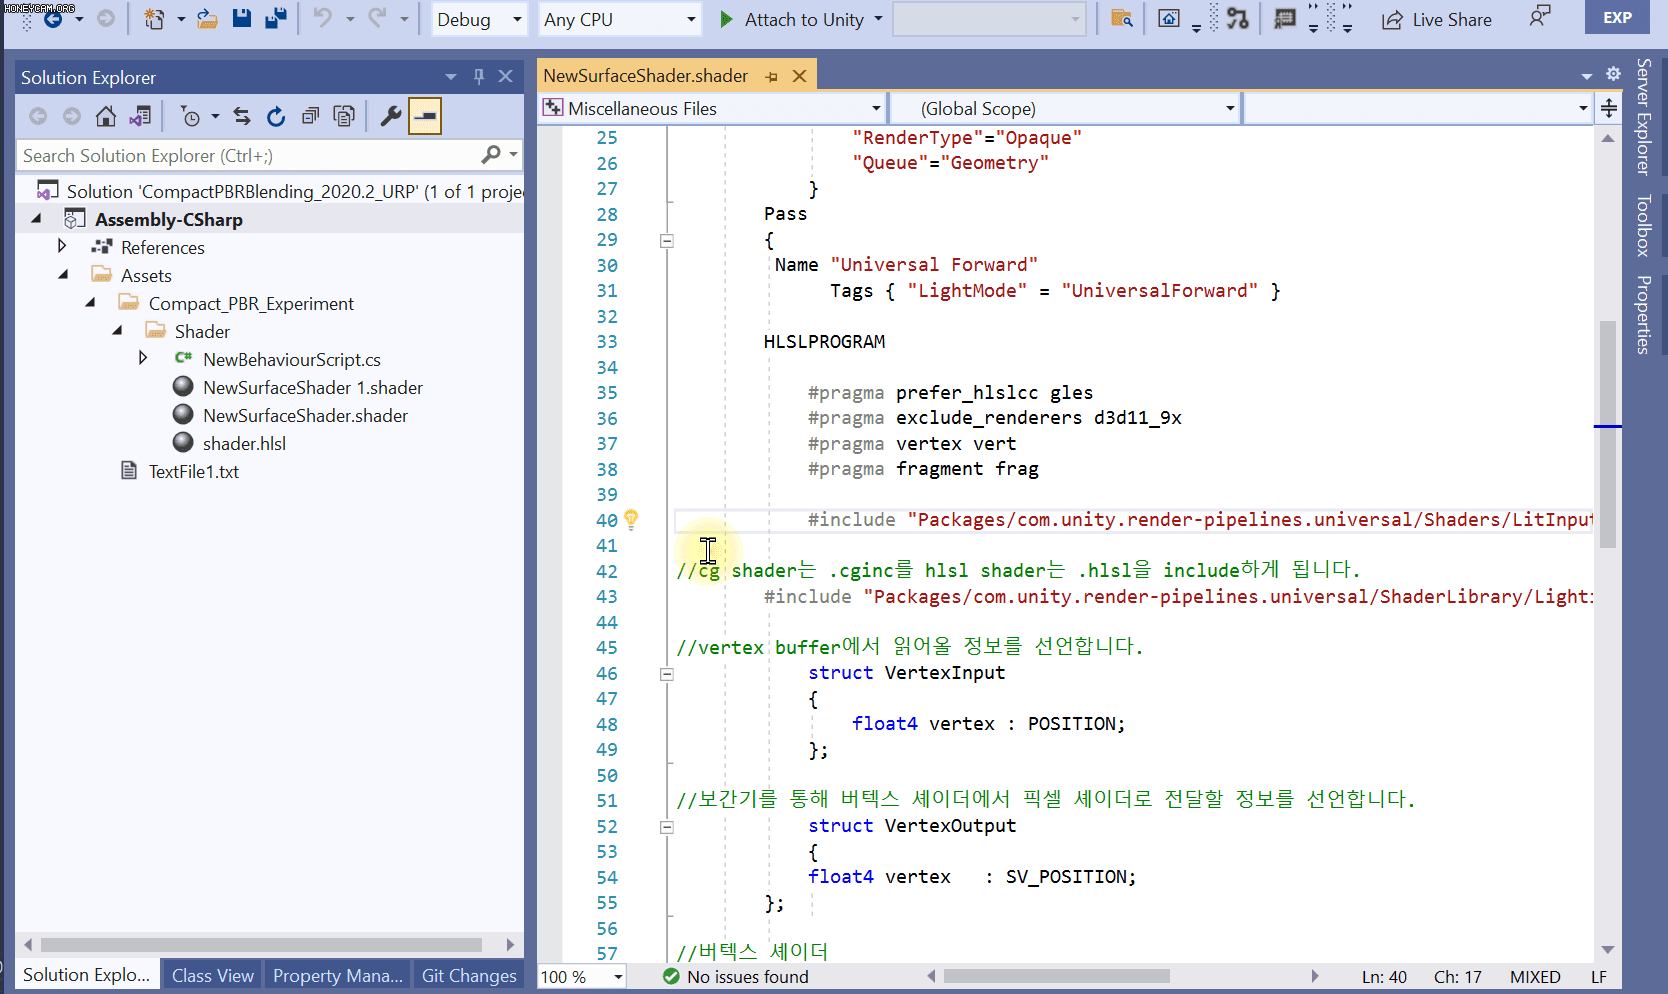 HONEYCAM.ORG
Debug
Any CPU
Attach to Unity
Live Share
EXP
Solution Explorer
Search Solution Explorer (Ctrl+;)
Solution 'CompactPBRBlending_2020.2_URP' (1 of 1 proje
Assembly-CSharp
References
Assets
Compact_PBR_Experiment
Shader
C# NewBehaviourScript.cs
NewSurfaceShader 1.shader
NewSurfaceShader.shader
shader.hlsl
TextFile1.txt
Solution Explo...
Class View
Property Mana...
Git Changes
NewSurfaceShader.shader
Miscellaneous Files
(Global Scope)
25 "RenderType"="Opaque"
26 "Queue"="Geometry"
27 }
28 Pass
29 {
30 Name "Universal Forward"
31 Tags { "LightMode" = "UniversalForward" }
32
33 HLSLPROGRAM
34
35 #pragma prefer_hlslcc gles
36 #pragma exclude_renderers d3d11_9x
37 #pragma vertex vert
38 #pragma fragment frag
39
40 #include "Packages/com.unity.render-pipelines.universal/Shaders/LitInput
41
42 //cg shader는 .cginc를 hlsl shader는 .hlsl을 include하게 됩니다.
43 #include "Packages/com.unity.render-pipelines.universal/ShaderLibrary/Lighti
44
45 //vertex buffer에서 읽어올 정보를 선언합니다.
46 struct VertexInput
47 {
48 float4 vertex : POSITION;
49 };
50
51 //보간기를 통해 버텍스 셰이더에서 픽셀 셰이더로 전달할 정보를 선언합니다.
52 struct VertexOutput
53 {
54 float4 vertex : SV_POSITION;
55 };
56
57 //버텍스 셰이더
100 %
No issues found
Ln: 40
Ch: 17
MIXED
LF
Server Explorer
Toolbox
Properties